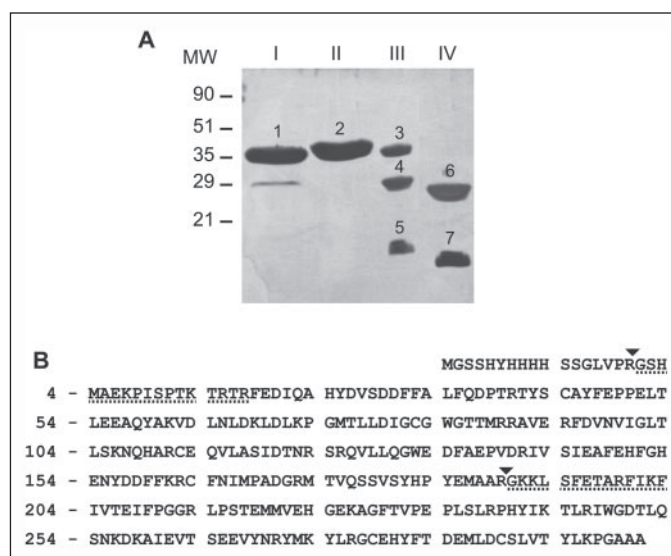 A
MW I II III IV
90 –
51 –
35 –
29 –
21 –
1 2 3
4 6
5 7
B MGSSHYHHHH SSGLVPRGSH
4 - MAEKPISPTK TRTRFEDIQA HYDVSDDFFA LFQDPTRTYS CAYFEPPELT
54 - LEEAQYAKVD LNLDKLDLKP GMTLLDIGCG WGTTMRRAVE RFDVNVIGLT
104 - LSKNQHARCE QVLASIDTNR SRQVLLQGWE DFAEPVDRIV SIEAFEHFGH
154 - ENYDDFFKRC FNIMPADGRM TVQSSVSYHP YEMAARGKKL SFETARFIKF
204 - IVTEIFPGGR LPSTEMMVEH GEKAGFTVPE PLSLRPHYIK TLRIWGDTLQ
254 - SNKDKAIEVT SEEVYNRYMK YLRGCEHYFT DEMLDCSLVT YLKPGAAA